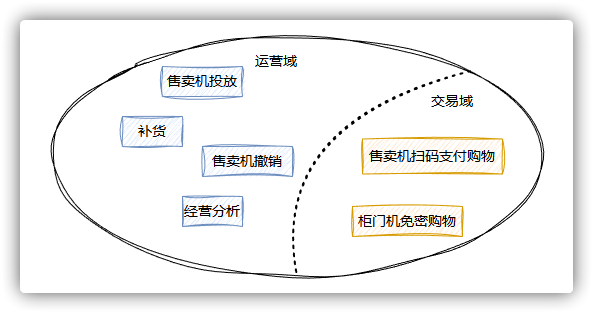 运营域
售卖机投放
补货
售卖机撤销
经营分析
交易域
售卖机扫码支付购物
柜门机免密购物